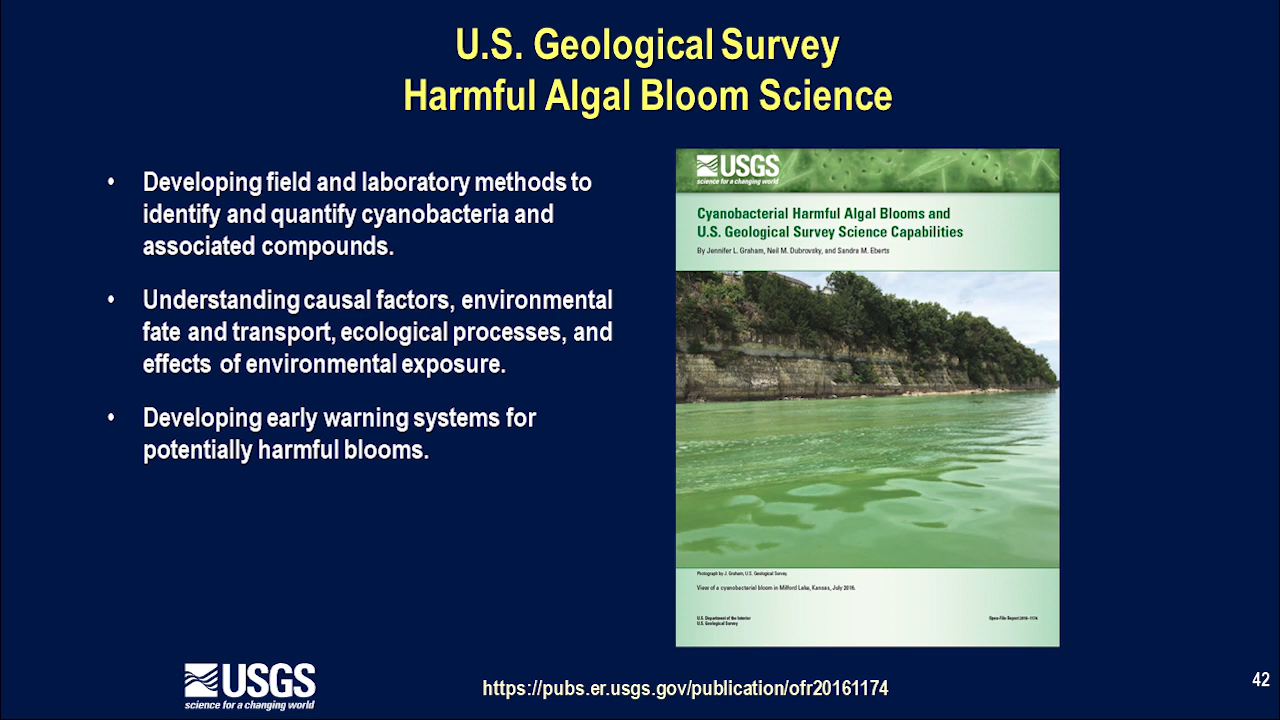 U.S. Geological Survey
Harmful Algal Bloom Science
• Developing field and laboratory methods to
identify and quantify cyanobacteria and
associated compounds.
• Understanding causal factors, environmental
fate and transport, ecological processes, and
effects of environmental exposure.
• Developing early warning systems for
potentially harmful blooms.
USGS
science for a changing world
Cyanobacterial Harmful Algal Blooms and
U.S. Geological Survey Science Capabilities
By Jennifer L. Graham, Neil M. Dubrovsky, and Sandra M. Eberts
Photograph by J. Graham, U.S. Geological Survey
View of a cyanobacterial bloom in Milford Lake, Kansas, July 2016.
U.S. Department of the Interior
U.S. Geological Survey
Open-File Report 2016–1174
USGS
science for a changing world
https://pubs.er.usgs.gov/publication/ofr20161174
42